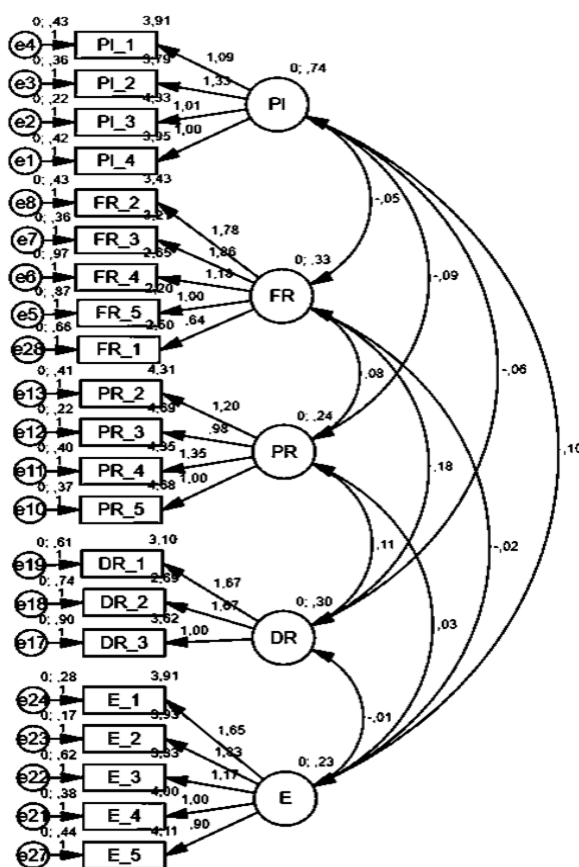 0; ,43 3,91
e4 1 PI_1 1,09
0; ,36 3,79
e3 1 PI_2 1,33 0; ,74
0; ,22 4,33
e2 1 PI_3 1,01 PI
0; ,42 3,95
e1 1 PI_4 1,00
0; ,43 3,43
e8 1 FR_2 1,78 -,05
0; ,36
e7 1 FR_3 1,86 0; ,33 -,09
0; ,97 2,65
e6 1 FR_4 1,18 FR
0; ,87 2,20
e5 1 FR_5 1,00
0; ,66 2,60
e28 1 FR_1 ,64 -,06
0; ,41 4,31
e13 1 PR_2 1,20 ,08
0; ,22 4,69
e12 1 PR_3 ,98 0; ,24 ,10
0; ,40 4,35
e11 1 PR_4 1,35 PR ,18
0; ,37 4,68
e10 1 PR_5 1,00
0; ,61 3,10
e19 1 DR_1 1,67 ,11 -,02
0; ,74 2,69
e18 1 DR_2 1,67 0; ,30
0; ,90 3,62
e17 1 DR_3 1,00 DR ,03
0; ,28 3,91
e24 1 E_1 1,65 -,01
0; ,17 3,93
e23 1 E_2 1,83 0; ,23
0; ,62
e22 1 E_3 1,17 E
0; ,38 4,00
e21 1 E_4 1,00
0; ,44 4,11
e27 1 E_5 ,90